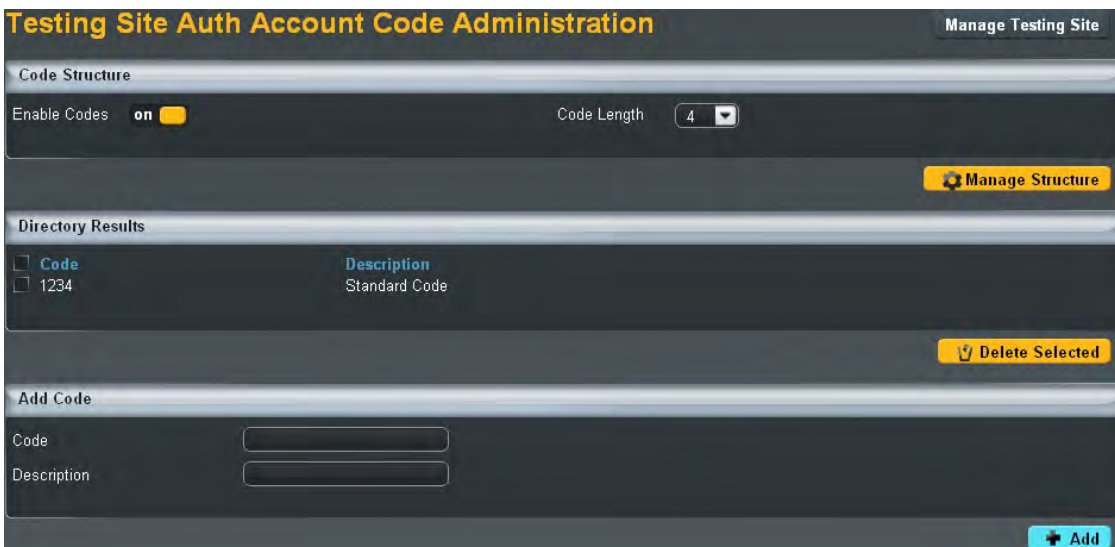 Testing Site Auth Account Code Administration
Manage Testing Site
Code Structure
Enable Codes on
Code Length 4
Manage Structure
Directory Results
Code Description
1234 Standard Code
Delete Selected
Add Code
Code
Description
Add